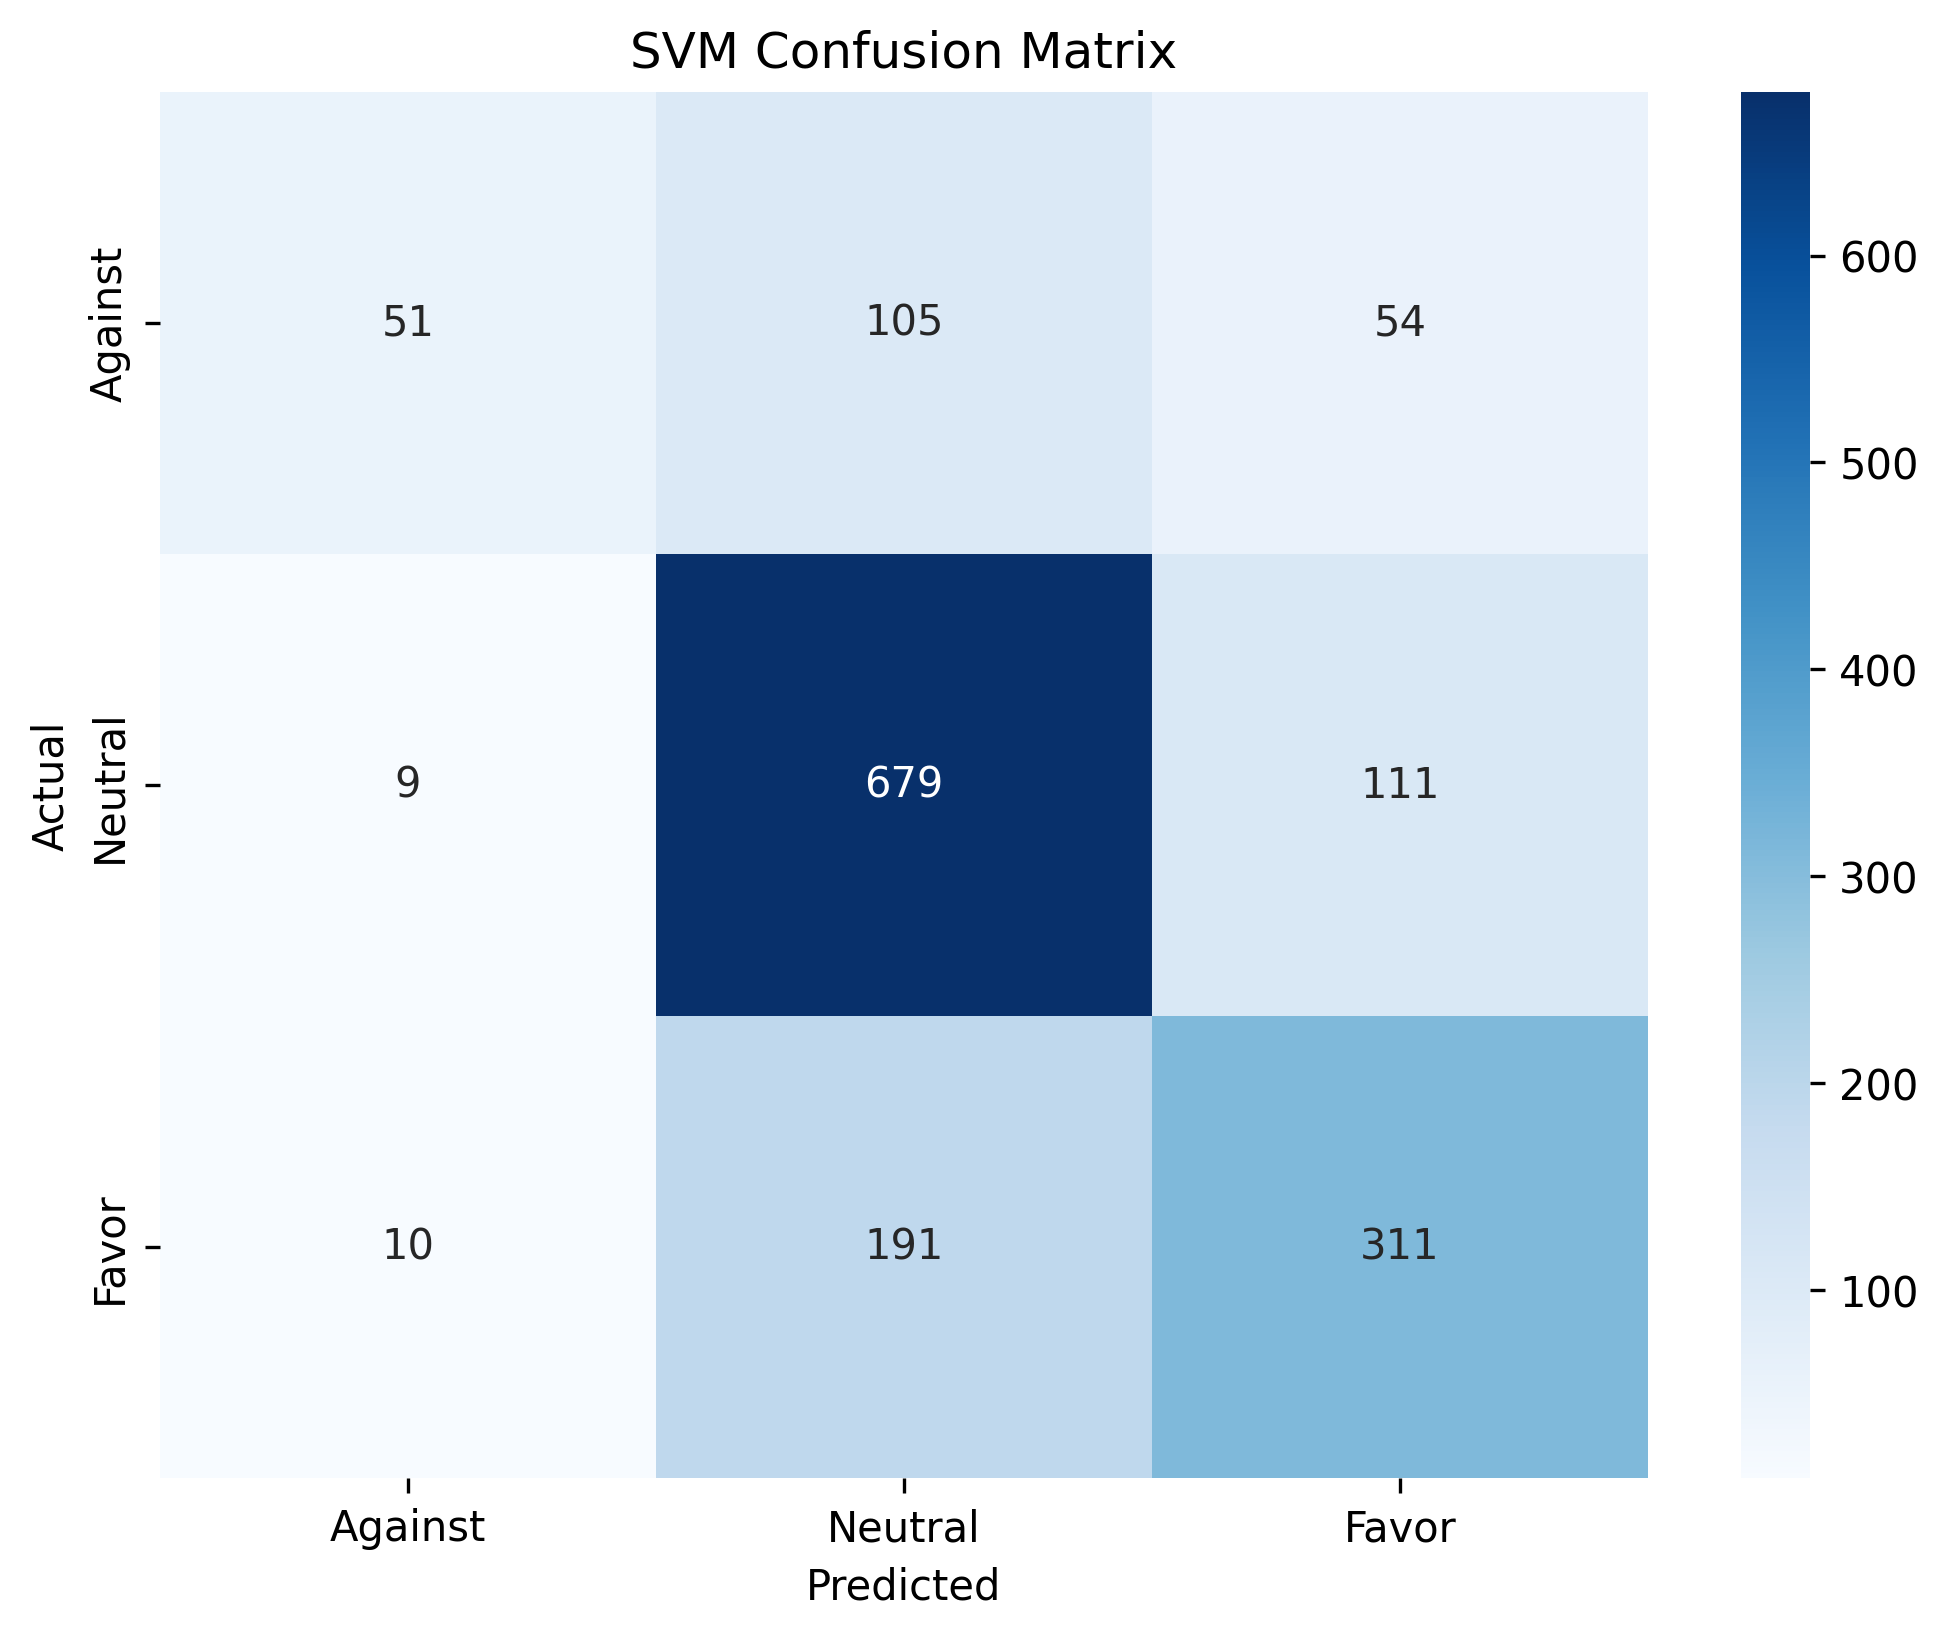 SVM Confusion Matrix
Actual
Against
51 105 54
Neutral
9 679 111
Favor
10 191 311
Against Neutral Favor
Predicted
600
500
400
300
200
100